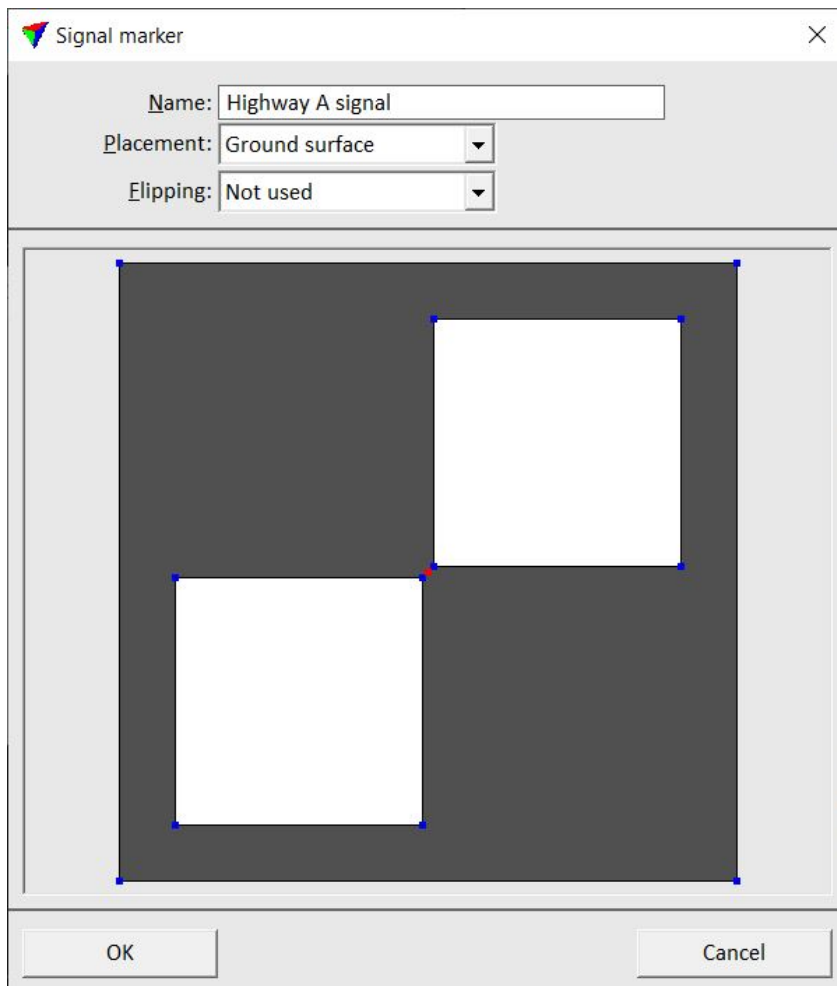 Signal marker
Name: Highway A signal
Placement: Ground surface
Flipping: Not used
OK Cancel